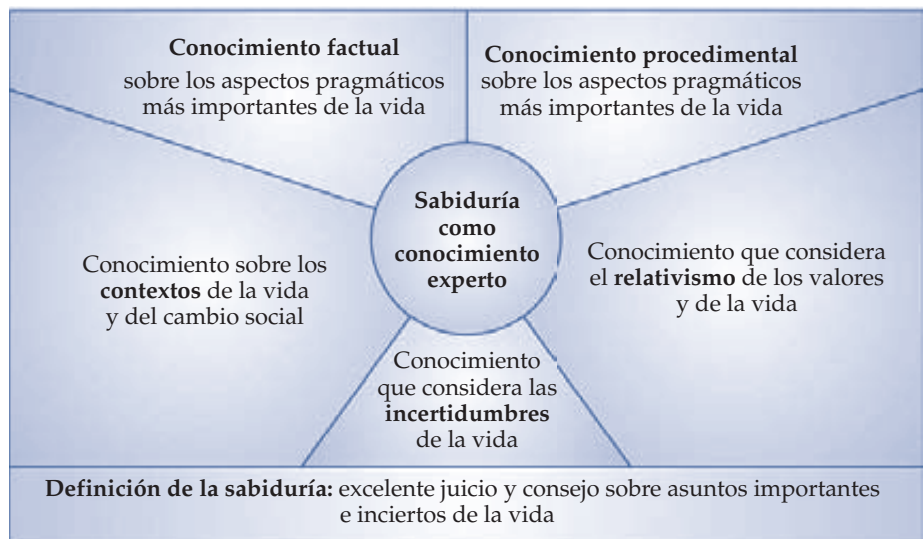 Conocimiento factual
sobre los aspectos pragmáticos
más importantes de la vida
Conocimiento procedimental
sobre los aspectos pragmáticos
más importantes de la vida
Sabiduría
como
conocimiento
experto
Conocimiento sobre los
contextos de la vida
y del cambio social
Conocimiento que considera
el relativismo de los valores
y de la vida
Conocimiento
que considera las
incertidumbres
de la vida
Definición de la sabiduría: excelente juicio y consejo sobre asuntos importantes
e inciertos de la vida